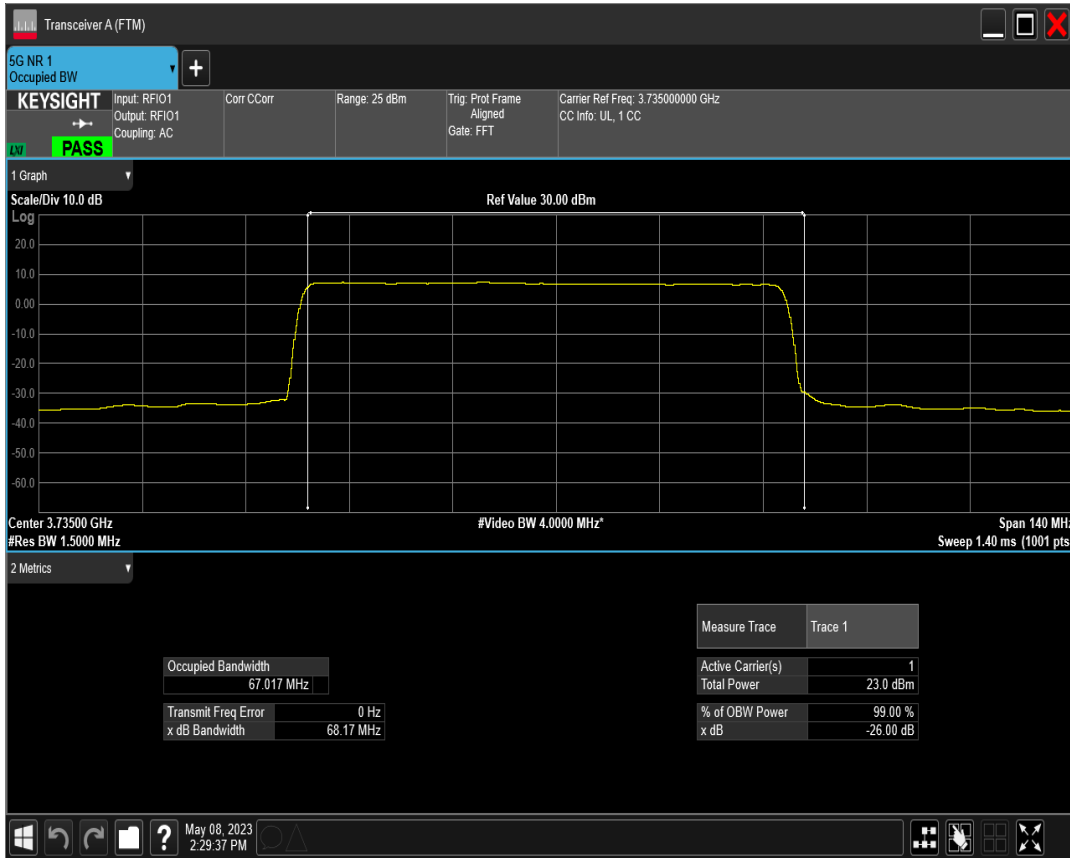 Transceiver A (FTM)
5G NR 1
Occupied BW
+
KEYSIGHT
LXI
PASS
Input: RFIO1
Output: RFIO1
Coupling: AC
Corr CCorr
Range: 25 dBm
Trig: Prot Frame
Aligned
Gate: FFT
Carrier Ref Freq: 3.735000000 GHz
CC Info: UL, 1 CC
1 Graph
Scale/Div 10.0 dB
Ref Value 30.00 dBm
Log
20.0
10.0
0.00
-10.0
-20.0
-30.0
-40.0
-50.0
-60.0
Center 3.73500 GHz
#Video BW 4.0000 MHz*
Span 140 MHz
#Res BW 1.5000 MHz
Sweep 1.40 ms (1001 pts
2 Metrics
Measure Trace Trace 1
Occupied Bandwidth
67.017 MHz
Active Carrier(s) 1
Total Power 23.0 dBm
Transmit Freq Error 0 Hz
x dB Bandwidth 68.17 MHz
% of OBW Power 99.00 %
x dB -26.00 dB
?
May 08, 2023
2:29:37 PM